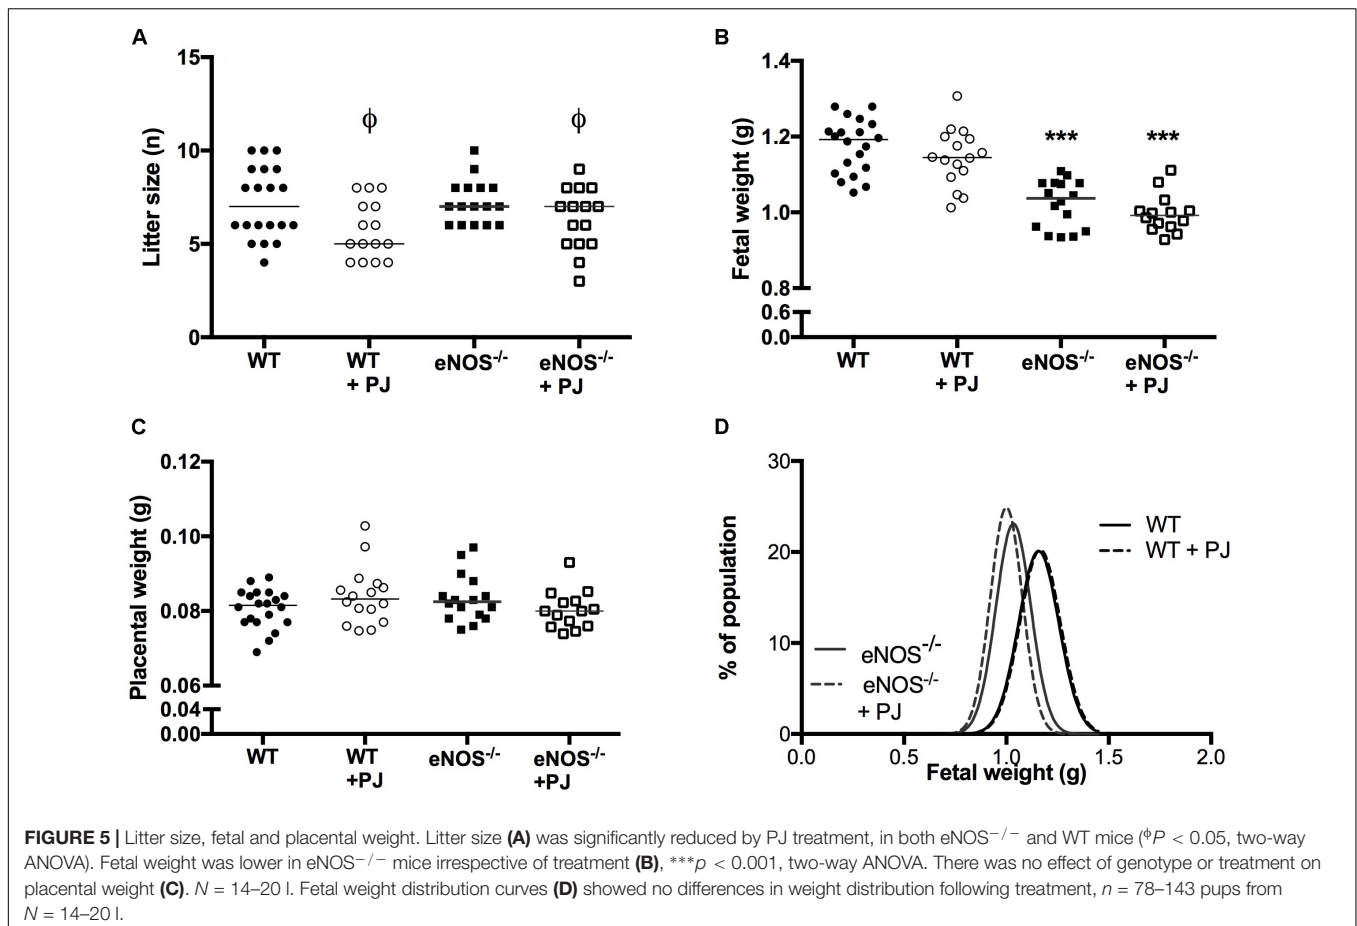 A
15
10
5
0
Litter size (n)
ϕ
ϕ
WT
WT
+ PJ
eNOS-/-
eNOS-/-
+ PJ
B
1.4
1.2
1.0
0.8
0.6
0.0
Fetal weight (g)
***
***
WT
WT
+ PJ
eNOS-/-
eNOS-/-
+ PJ
C
0.12
0.10
0.08
0.06
0.04
0.00
Placental weight (g)
WT
WT
+PJ
eNOS-/-
eNOS-/-
+PJ
D
30
20
10
0
% of population
WT
WT + PJ
eNOS-/-
eNOS-/-
+ PJ
0.0
0.5
1.0
1.5
2.0
Fetal weight (g)
FIGURE 5 | Litter size, fetal and placental weight. Litter size (A) was significantly reduced by PJ treatment, in both eNOS−/− and WT mice (ϕP < 0.05, two-way
ANOVA). Fetal weight was lower in eNOS−/− mice irrespective of treatment (B), ***p < 0.001, two-way ANOVA. There was no effect of genotype or treatment on
placental weight (C). N = 14–20 l. Fetal weight distribution curves (D) showed no differences in weight distribution following treatment, n = 78–143 pups from
N = 14–20 l.